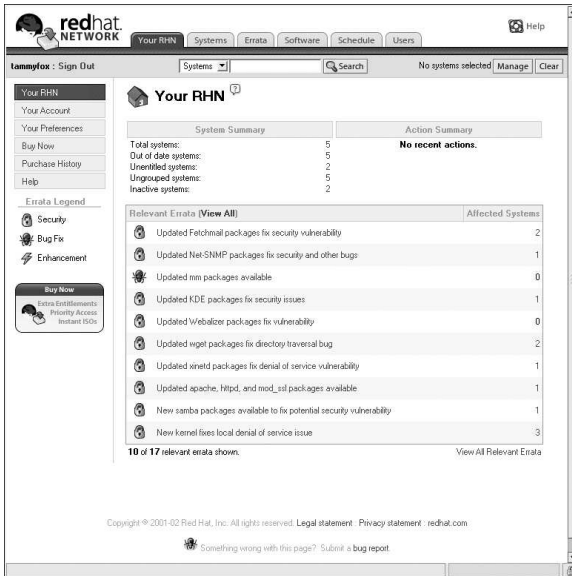 redhat.
NETWORK
Your RHN
Systems
Errata
Software
Schedule
Users
Help
tammyfox : Sign Out
Systems
Search
No systems selected
Manage
Clear
Your RHN
Your Account
Your Preferences
Buy Now
Purchase History
Help
Errata Legend
Security
Bug Fix
Enhancement
Buy Now
Extra Entitlements
Priority Access
Instant ISOs
Your RHN ?
System Summary
Total systems: 5
Out of date systems: 5
Unentitled systems: 2
Ungrouped systems: 5
Inactive systems: 2
Action Summary
No recent actions.
Relevant Errata (View All) Affected Systems
Updated Fetchmail packages fix security vulnerability 2
Updated Net-SNMP packages fix security and other bugs 1
Updated mm packages available 0
Updated KDE packages fix security issues 1
Updated Webalizer packages fix vulnerability 0
Updated wget packages fix directory traversal bug 2
Updated xinetd packages fix denial of service vulnerability 1
Updated apache, httpd, and mod_ssl packages available 1
New samba packages available to fix potential security vulnerability 1
New kernel fixes local denial of service issue 3
10 of 17 relevant errata shown. View All Relevant Errata
Copyright © 2001-02 Red Hat, Inc. All rights reserved. Legal statement : Privacy statement : redhat.com
Something wrong with this page? Submit a bug report.